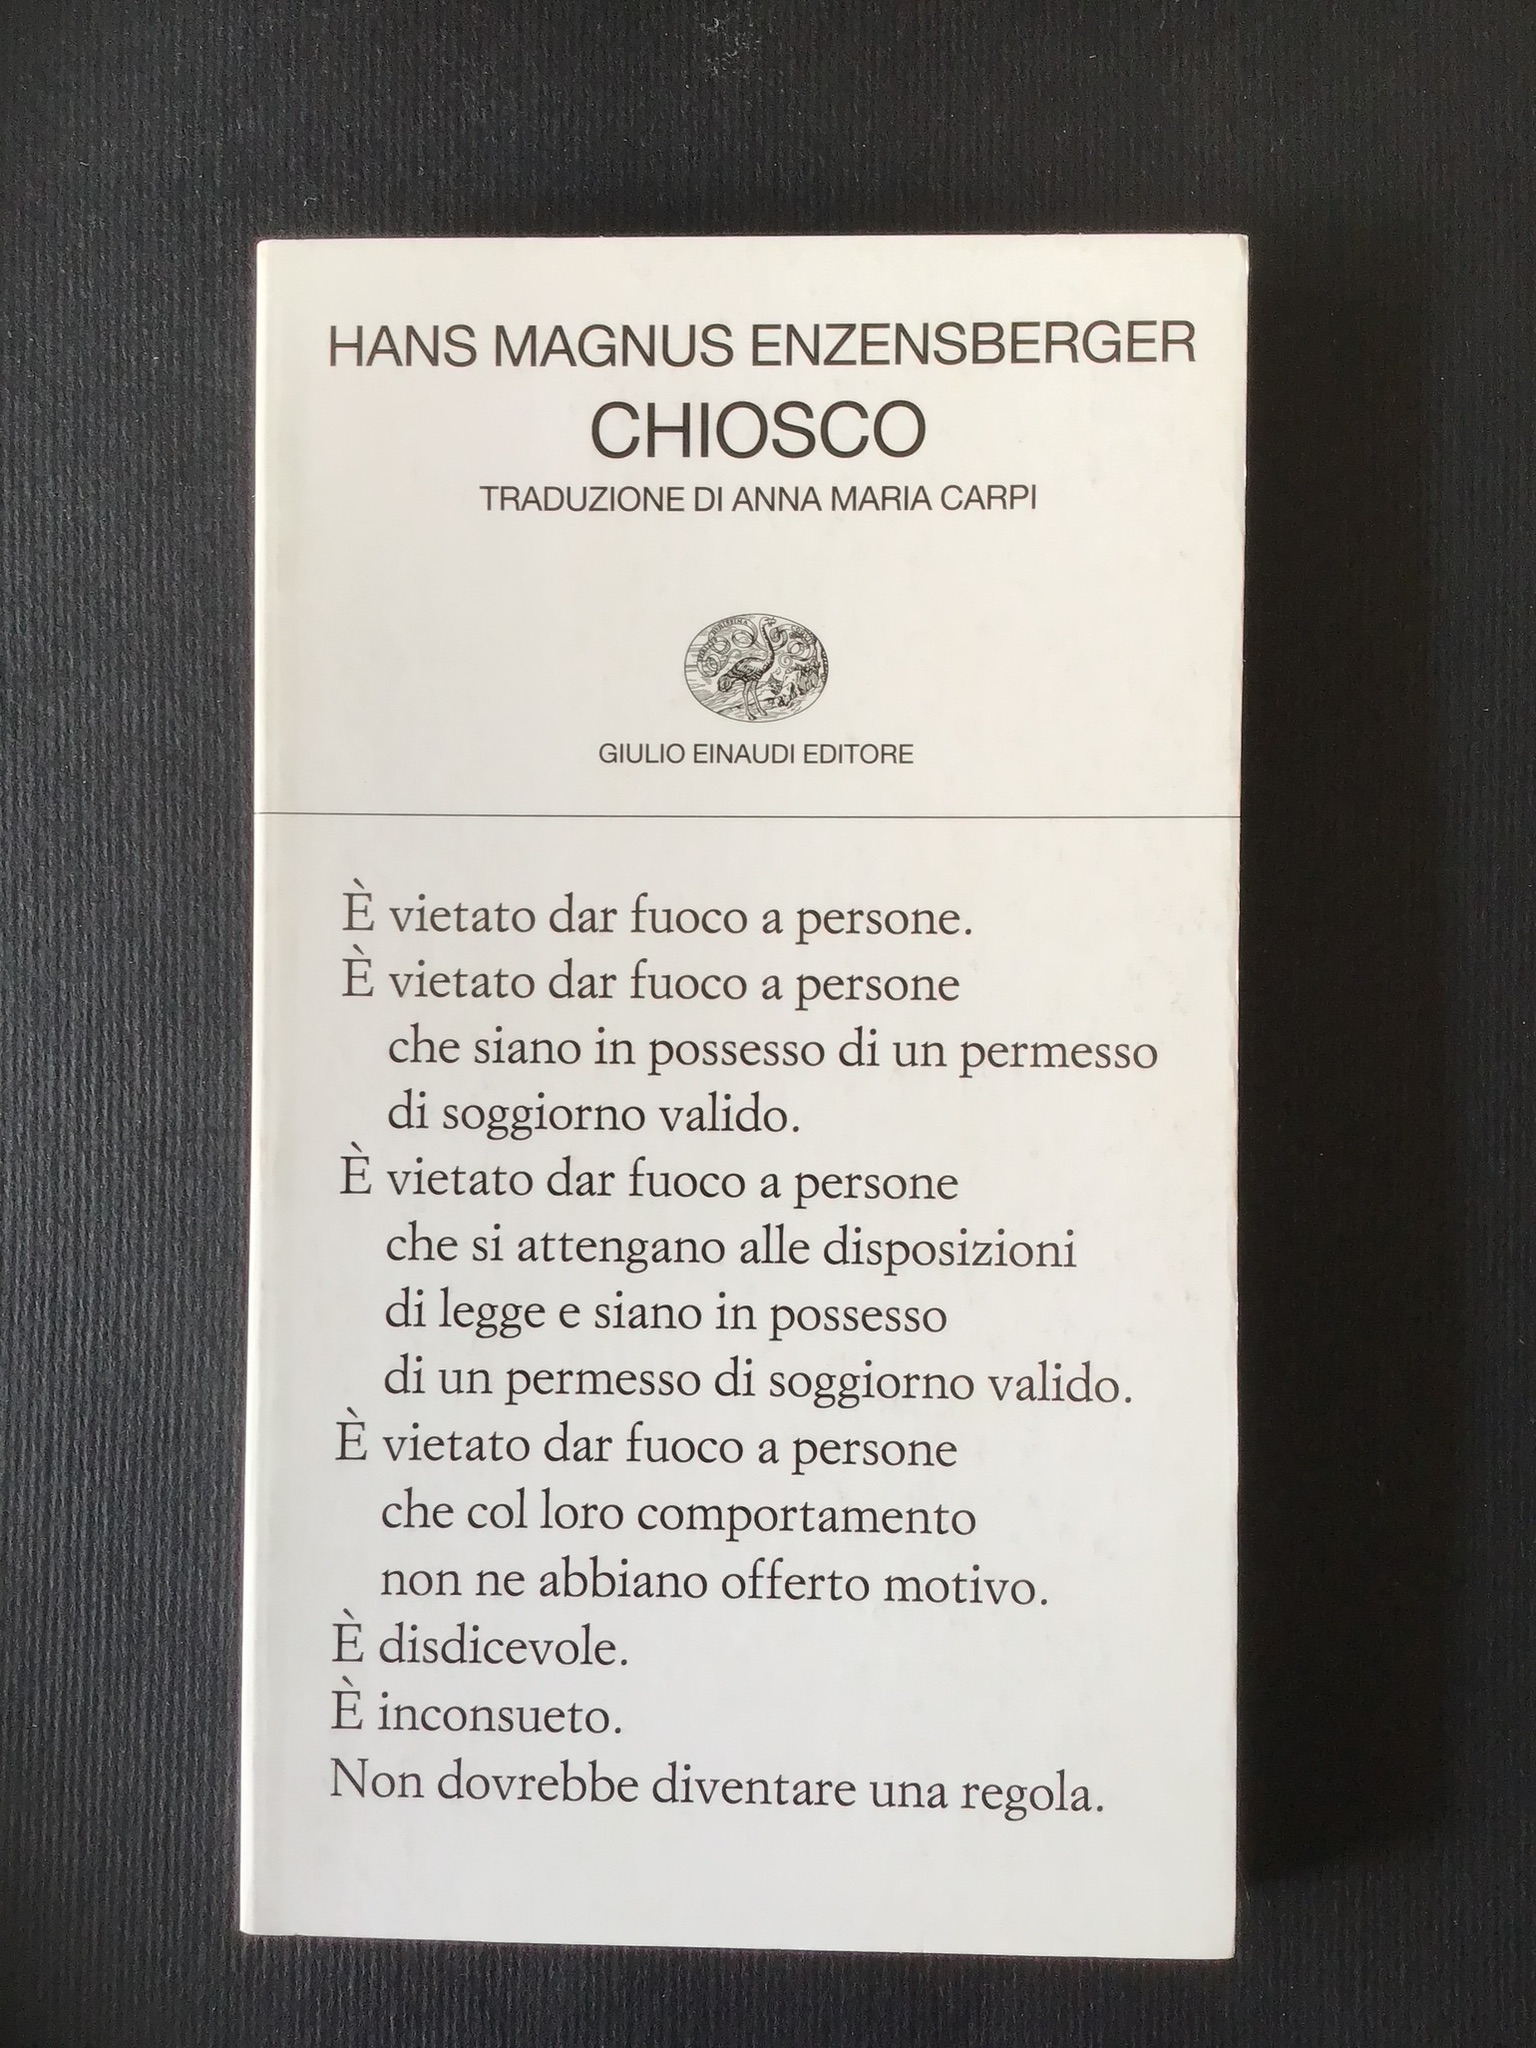 HANS MAGNUS ENZENSBERGER
CHIOSCO
TRADUZIONE DI ANNA MARIA CARPI
GIULIO EINAUDI EDITORE
È vietato dar fuoco a persone.
È vietato dar fuoco a persone
che siano in possesso di un permesso
di soggiorno valido.
È vietato dar fuoco a persone
che si attengano alle disposizioni
di legge e siano in possesso
di un permesso di soggiorno valido.
È vietato dar fuoco a persone
che col loro comportamento
non ne abbiano offerto motivo.
È disdicevole.
È inconsueto.
Non dovrebbe diventare una regola.